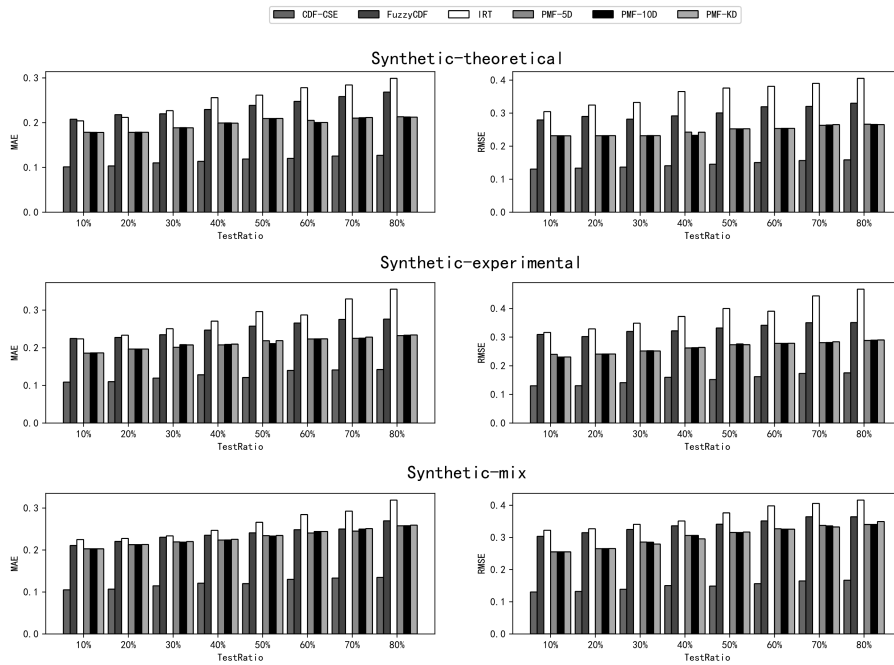 CDF-CSE FuzzyCDF IRT PMF-5D PMF-10D PMF-KD
Synthetic-theoretical
0.3
0.2
0.1
0.0
MAE
10% 20% 30% 40% 50% 60% 70% 80%
TestRatio
0.4
0.3
0.2
0.1
0.0
RMSE
10% 20% 30% 40% 50% 60% 70% 80%
TestRatio
Synthetic-experimental
0.3
0.2
0.1
0.0
MAE
10% 20% 30% 40% 50% 60% 70% 80%
TestRatio
0.4
0.3
0.2
0.1
0.0
RMSE
10% 20% 30% 40% 50% 60% 70% 80%
TestRatio
Synthetic-mix
0.3
0.2
0.1
0.0
MAE
10% 20% 30% 40% 50% 60% 70% 80%
TestRatio
0.4
0.3
0.2
0.1
0.0
RMSE
10% 20% 30% 40% 50% 60% 70% 80%
TestRatio